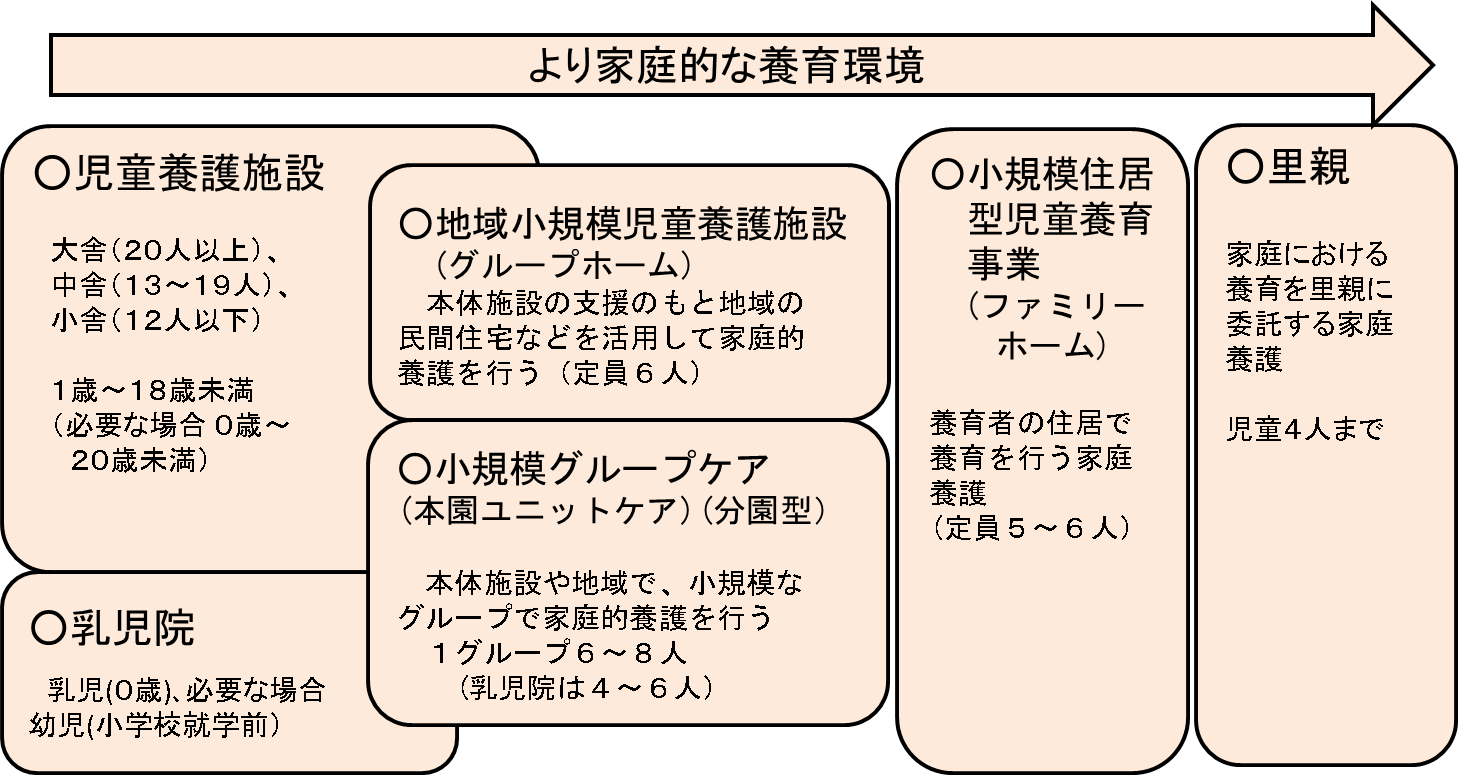 より家庭的な養育環境
○児童養護施設
大舎(20人以上)、
中舎(13～19人)、
小舎(12人以下)
1歳～18歳未満
(必要な場合 0歳～
20歳未満)
○乳児院
乳児(0歳)、必要な場合
幼児(小学校就学前)
○地域小規模児童養護施設
(グループホーム)
本体施設の支援のもと地域の
民間住宅などを活用して家庭的
養護を行う（定員６人）
○小規模グループケア
(本園ユニットケア)(分園型)
本体施設や地域で、小規模な
グループで家庭的養護を行う
１グループ６～８人
（乳児院は４～６人）
○小規模住居
型児童養育
事業
(ファミリー
ホーム)
養育者の住居で
養育を行う家庭
養護
（定員５～６人）
○里親
家庭における
養育を里親に
委託する家庭
養護
児童４人まで